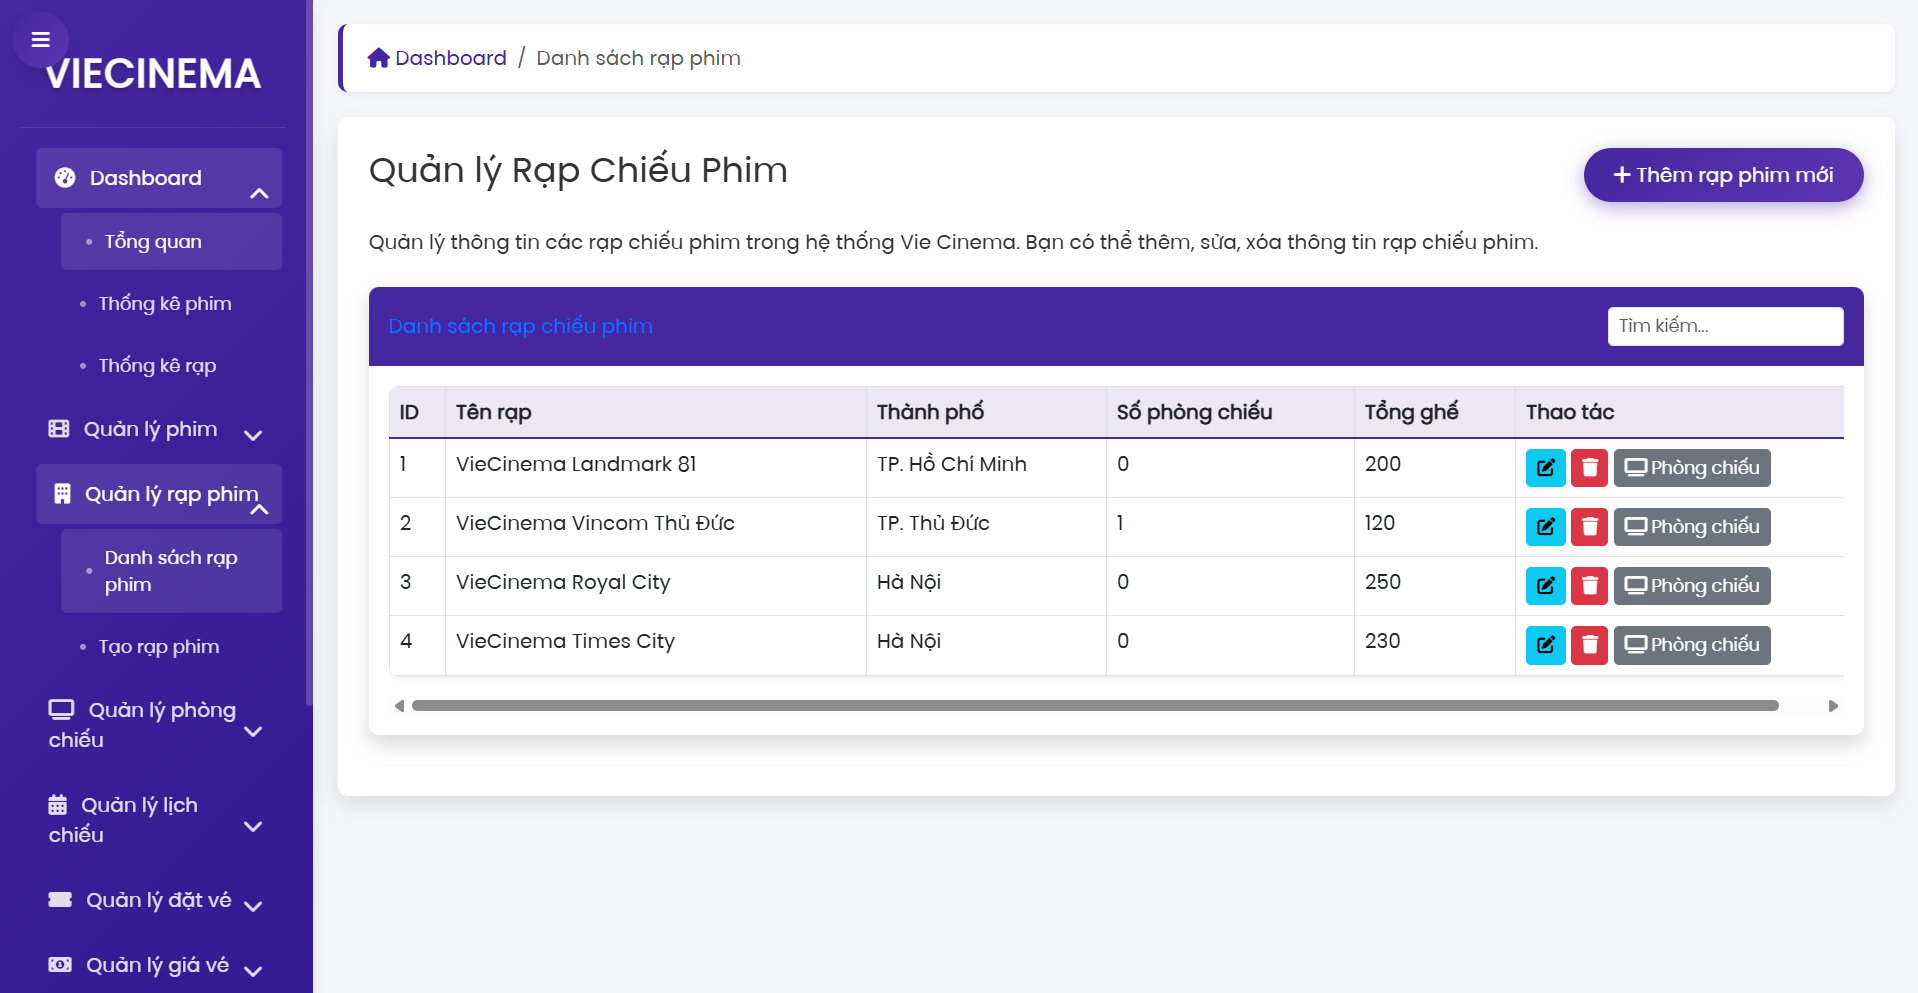 VIECINEMA
Dashboard
Tổng quan
Thống kê phim
Thống kê rạp
Quản lý phim
Quản lý rạp phim
Danh sách rạp
phim
Tạo rạp phim
Quản lý phòng
chiếu
Quản lý lịch
chiếu
Quản lý đặt vé
Quản lý giá vé
Dashboard / Danh sách rạp phim
Quản lý Rạp Chiếu Phim
Thêm rạp phim mới
Quản lý thông tin các rạp chiếu phim trong hệ thống Vie Cinema. Bạn có thể thêm, sửa, xóa thông tin rạp chiếu phim.
Danh sách rạp chiếu phim
Tìm kiếm...
ID Tên rạp Thành phố Số phòng chiếu Tổng ghế Thao tác
1 VieCinema Landmark 81 TP. Hồ Chí Minh 0 200 Phòng chiếu
2 VieCinema Vincom Thủ Đức TP. Thủ Đức 1 120 Phòng chiếu
3 VieCinema Royal City Hà Nội 0 250 Phòng chiếu
4 VieCinema Times City Hà Nội 0 230 Phòng chiếu